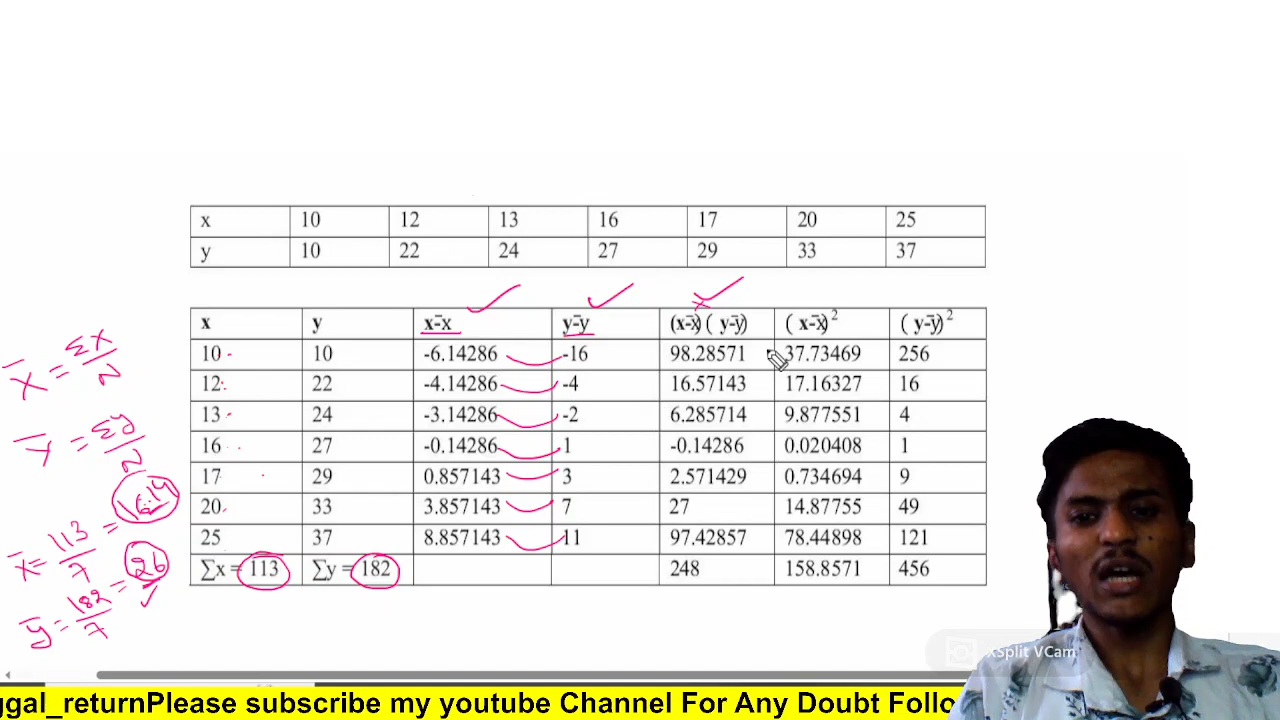 x 10 12 13 16 17 20 25
y 10 22 24 27 29 33 37
x y x-x̄ y-ȳ (x-x̄) ( y-ȳ) ( x-x̄)² ( y-ȳ)²
10 10 -6.14286 -16 98.28571 37.73469 256
12 22 -4.14286 -4 16.57143 17.16327 16
13 24 -3.14286 -2 6.285714 9.877551 4
16 27 -0.14286 1 -0.14286 0.020408 1
17 29 0.857143 3 2.571429 0.734694 9
20 33 3.857143 7 27 14.87755 49
25 37 8.857143 11 97.42857 78.44898 121
∑x = 113 ∑y = 182 248 158.8571 456
x̄ = Σx/n
ȳ = Σy/n
x̄ = 113/7 = 16.14
ȳ = 182/7 = 26
XSplit VCam
ggal_returnPlease subscribe my youtube Channel For Any Doubt Follo